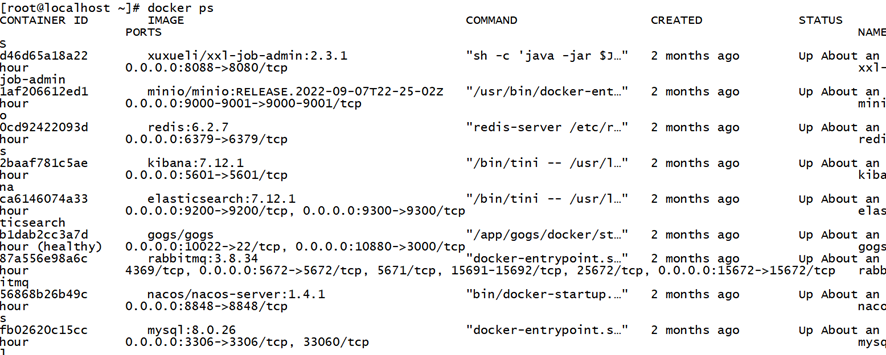 [root@localhost ~]# docker ps
CONTAINER ID IMAGE COMMAND CREATED STATUS
PORTS NAME
S
d46d65a18a22 xuxueli/xxl-job-admin:2.3.1 "sh -c 'java -jar $J…" 2 months ago Up About an
hour 0.0.0.0:8088->8080/tcp xxl-
job-admin
1af206612ed1 minio/minio:RELEASE.2022-09-07T22-25-02Z "/usr/bin/docker-ent…" 2 months ago Up About an
hour 0.0.0.0:9000-9001->9000-9001/tcp mini
o
0cd92422093d redis:6.2.7 "redis-server /etc/r…" 2 months ago Up About an
hour 0.0.0.0:6379->6379/tcp redi
s
2baaf781c5ae kibana:7.12.1 "/bin/tini -- /usr/l…" 2 months ago Up About an
hour 0.0.0.0:5601->5601/tcp kiba
na
ca6146074a33 elasticsearch:7.12.1 "/bin/tini -- /usr/l…" 2 months ago Up About an
hour 0.0.0.0:9200->9200/tcp, 0.0.0.0:9300->9300/tcp elas
ticsearch
b1dab2cc3a7d gogs/gogs "/app/gogs/docker/st…" 2 months ago Up About an
hour (healthy) 0.0.0.0:10022->22/tcp, 0.0.0.0:10880->3000/tcp gogs
87a556e98a6c rabbitmq:3.8.34 "docker-entrypoint.s…" 2 months ago Up About an
hour 4369/tcp, 0.0.0.0:5672->5672/tcp, 5671/tcp, 15691-15692/tcp, 25672/tcp, 0.0.0.0:15672->15672/tcp rabb
itmq
56868b26b49c nacos/nacos-server:1.4.1 "bin/docker-startup.…" 2 months ago Up About an
hour 0.0.0.0:8848->8848/tcp naco
s
fb02620c15cc mysql:8.0.26 "docker-entrypoint.s…" 2 months ago Up About an
hour 0.0.0.0:3306->3306/tcp, 33060/tcp mysq
l